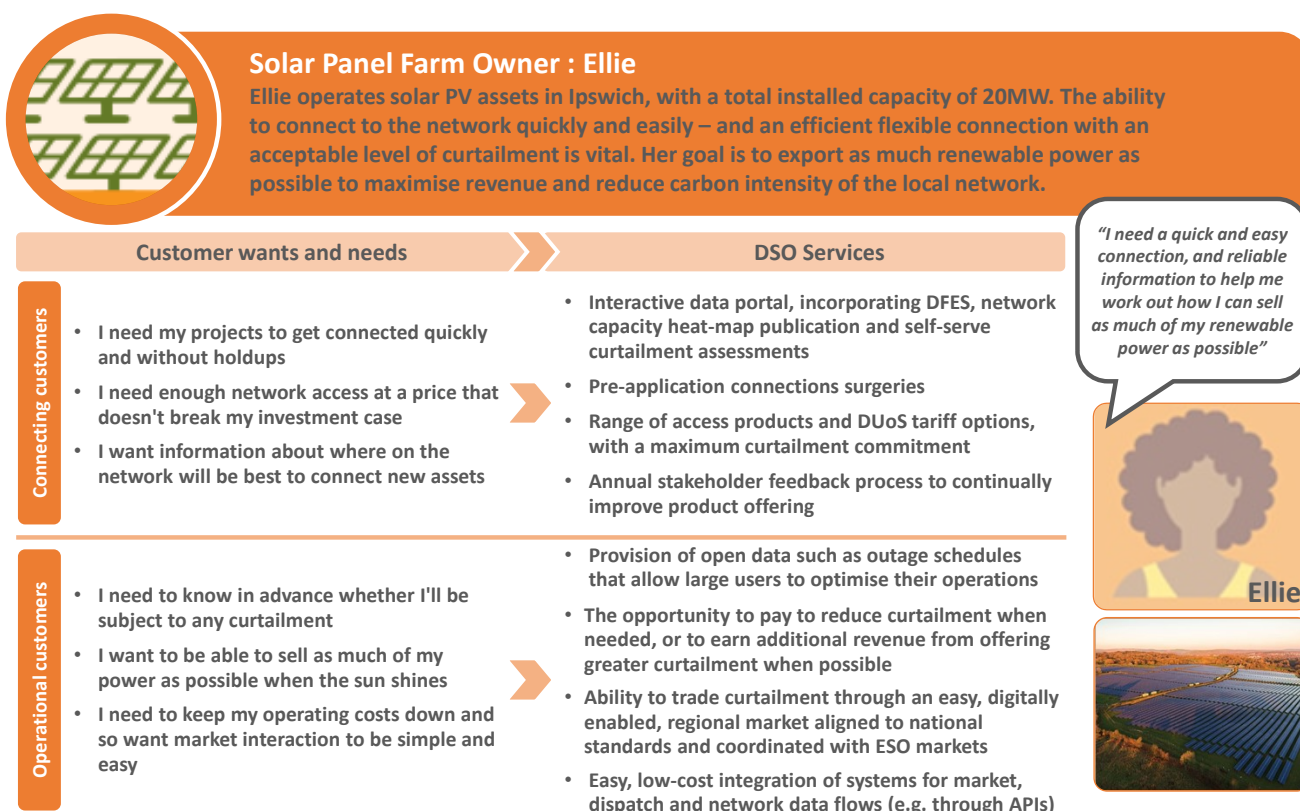 Solar Panel Farm Owner : Ellie
Ellie operates solar PV assets in Ipswich, with a total installed capacity of 20MW. The ability
to connect to the network quickly and easily – and an efficient flexible connection with an
acceptable level of curtailment is vital. Her goal is to export as much renewable power as
possible to maximise revenue and reduce carbon intensity of the local network.
Customer wants and needs
DSO Services
"I need a quick and easy
connection, and reliable
information to help me
work out how I can sell
as much of my renewable
power as possible"
Connecting customers
• I need my projects to get connected quickly
and without holdups
• I need enough network access at a price that
doesn't break my investment case
• I want information about where on the
network will be best to connect new assets
• Interactive data portal, incorporating DFES, network
capacity heat-map publication and self-serve
curtailment assessments
• Pre-application connections surgeries
• Range of access products and DUoS tariff options,
with a maximum curtailment commitment
• Annual stakeholder feedback process to continually
improve product offering
Ellie
Operational customers
• I need to know in advance whether I'll be
subject to any curtailment
• I want to be able to sell as much of my
power as possible when the sun shines
• I need to keep my operating costs down and
so want market interaction to be simple and
easy
• Provision of open data such as outage schedules
that allow large users to optimise their operations
• The opportunity to pay to reduce curtailment when
needed, or to earn additional revenue from offering
greater curtailment when possible
• Ability to trade curtailment through an easy, digitally
enabled, regional market aligned to national
standards and coordinated with ESO markets
• Easy, low-cost integration of systems for market,
dispatch and network data flows (e.g. through APIs)